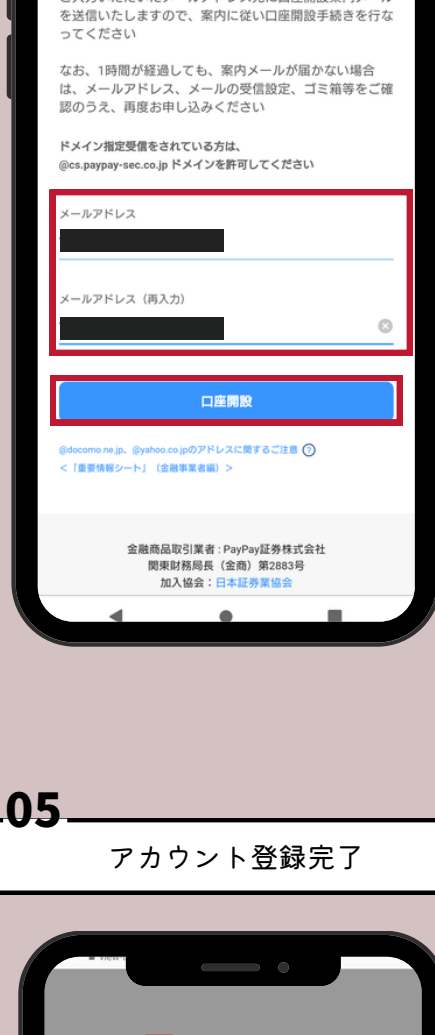 を送信いたしますので、案内に従い口座開設手続きを行な
ってください
なお、1時間が経過しても、案内メールが届かない場合
は、メールアドレス、メールの受信設定、ゴミ箱等をご確
認のうえ、再度お申し込みください
ドメイン指定受信をされている方は、
@cs.paypay-sec.co.jp ドメインを許可してください
メールアドレス
メールアドレス（再入力）
口座開設
@docomo.ne.jp、@yahoo.co.jpのアドレスに関するご注意 ?
<「重要情報シート」（金融事業者編）>
金融商品取引業者 : PayPay証券株式会社
関東財務局長（金商）第2883号
加入協会：日本証券業協会
05
アカウント登録完了